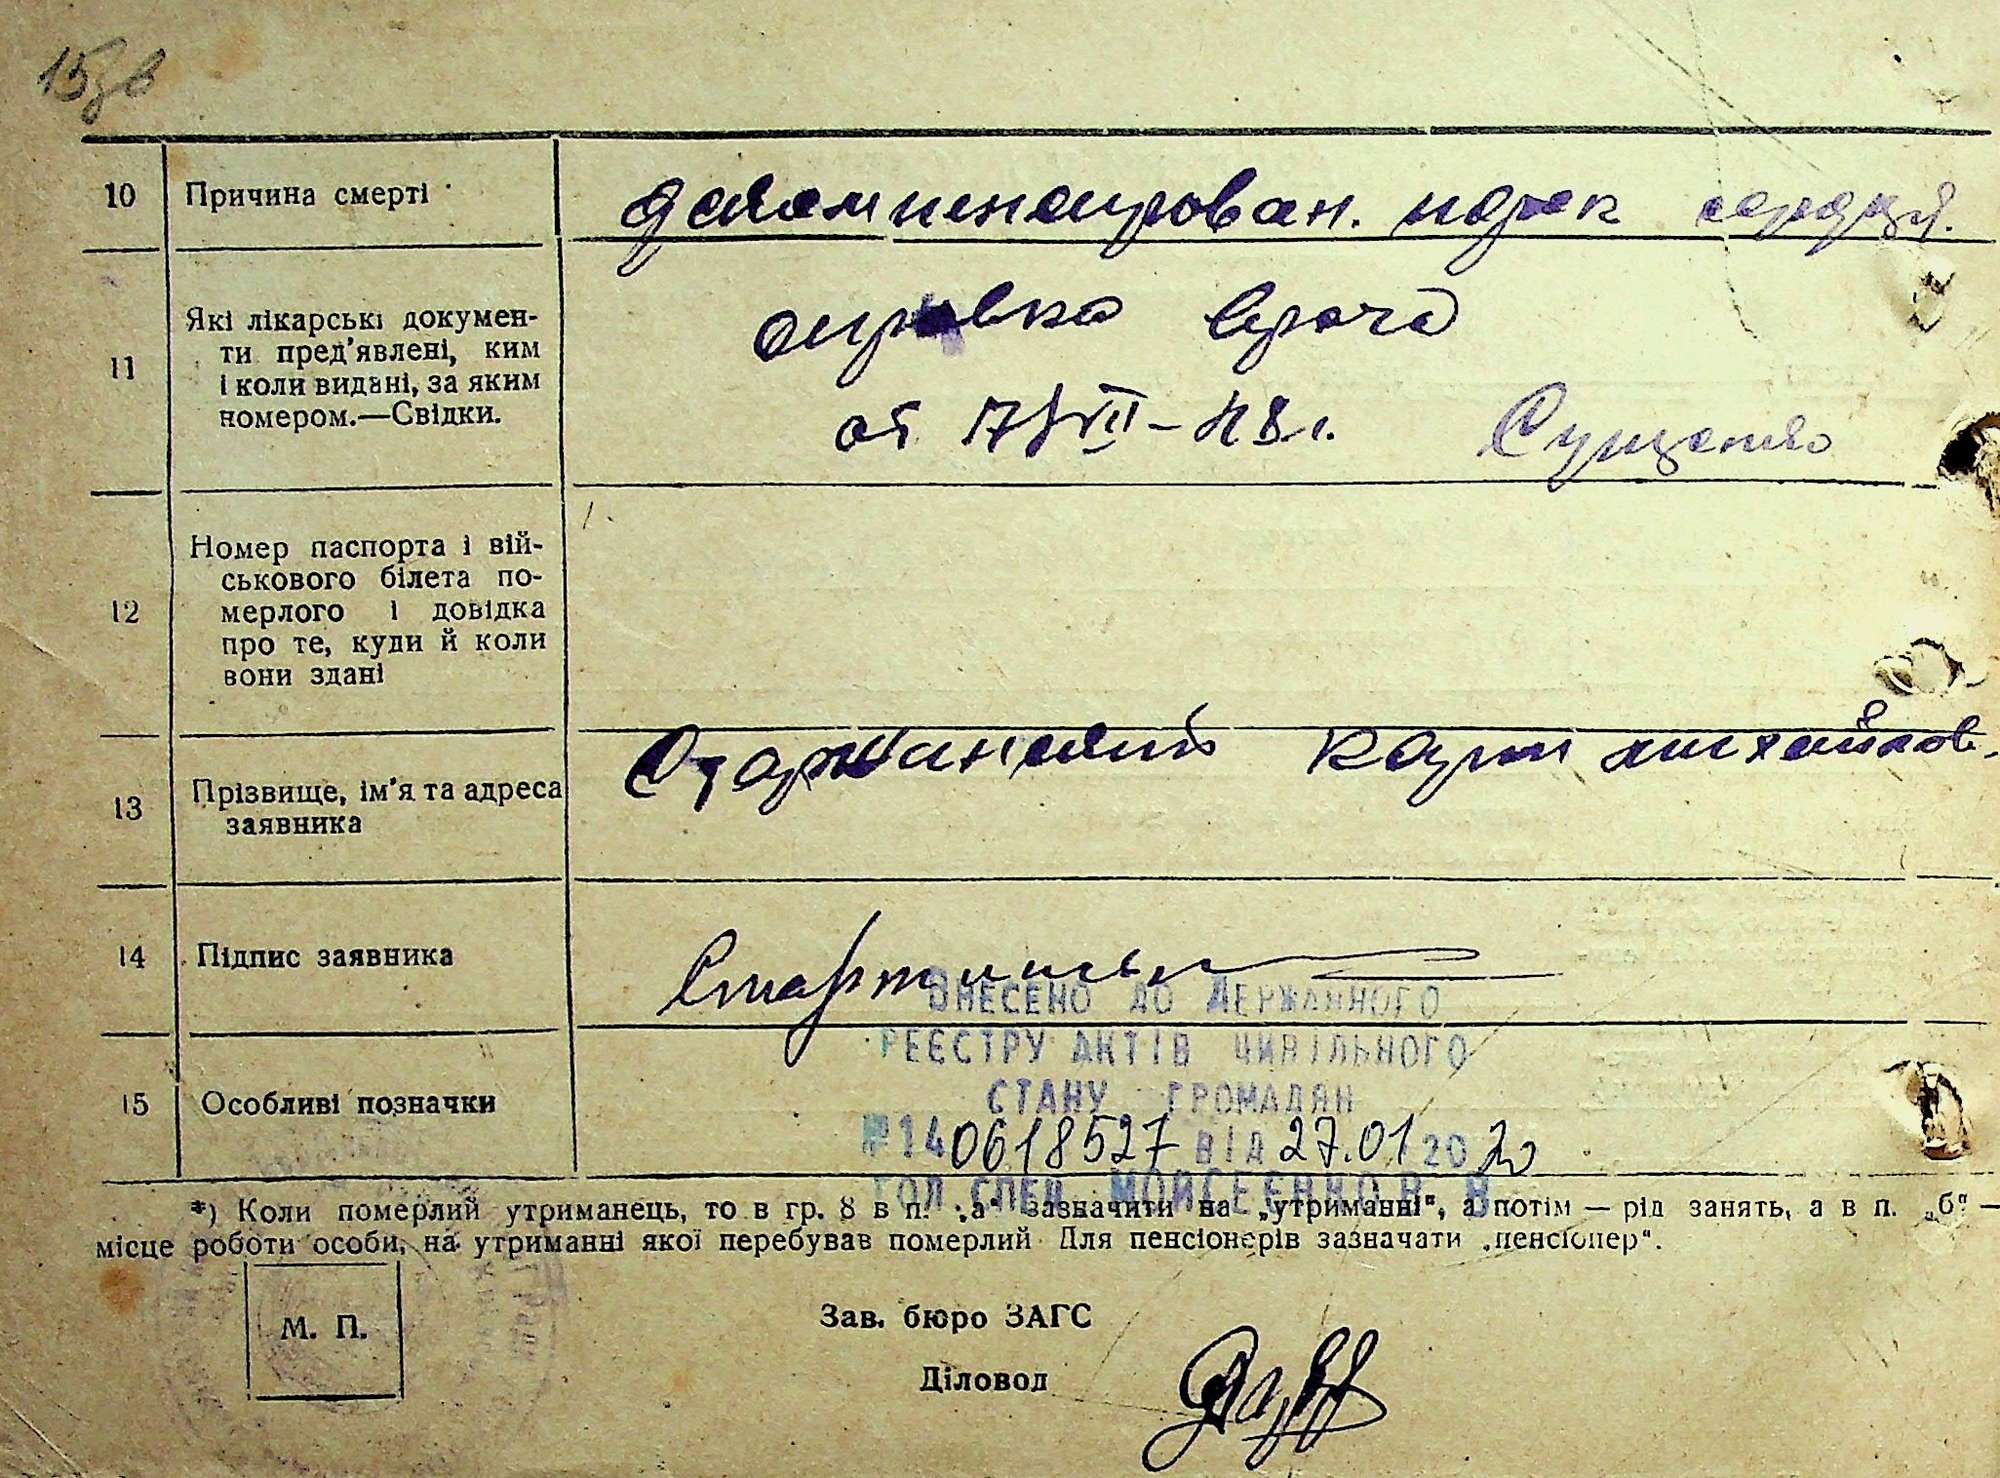 10 Причина смерті декомпенсирован. порок сердця.
11 Які лікарські докумен-
ти пред'явлені, ким
і коли видані, за яким
номером.—Свідки.
справка врача
от 17/VII-48г. Сущенко
12 Номер паспорта і вій-
ськового білета по-
мерлого і довідка
про те, куди й коли
вони здані
13 Прізвище, ім'я та адреса
заявника
Старжинский Карп михайлов.
14 Підпис заявника
15 Особливі позначки
ВНЕСЕНО ДО ДЕРЖАВНОГО
РЕЄСТРУ АКТІВ ЦИВІЛЬНОГО
СТАНУ ГРОМАДЯН
№140618527 ВІД 27.01 2020
ГОЛ.СПЕЦ. МОЙСЕЄНКО В.В.
*) Коли померлий утриманець, то в гр. 8 в п. „а" зазначити на „утриманні", а потім — рід занять, а в п. „б" —
місце роботи особи, на утриманні якої перебував померлий Для пенсіонерів зазначати „пенсіонер".
М. П.
Зав. бюро ЗАГС
Діловод